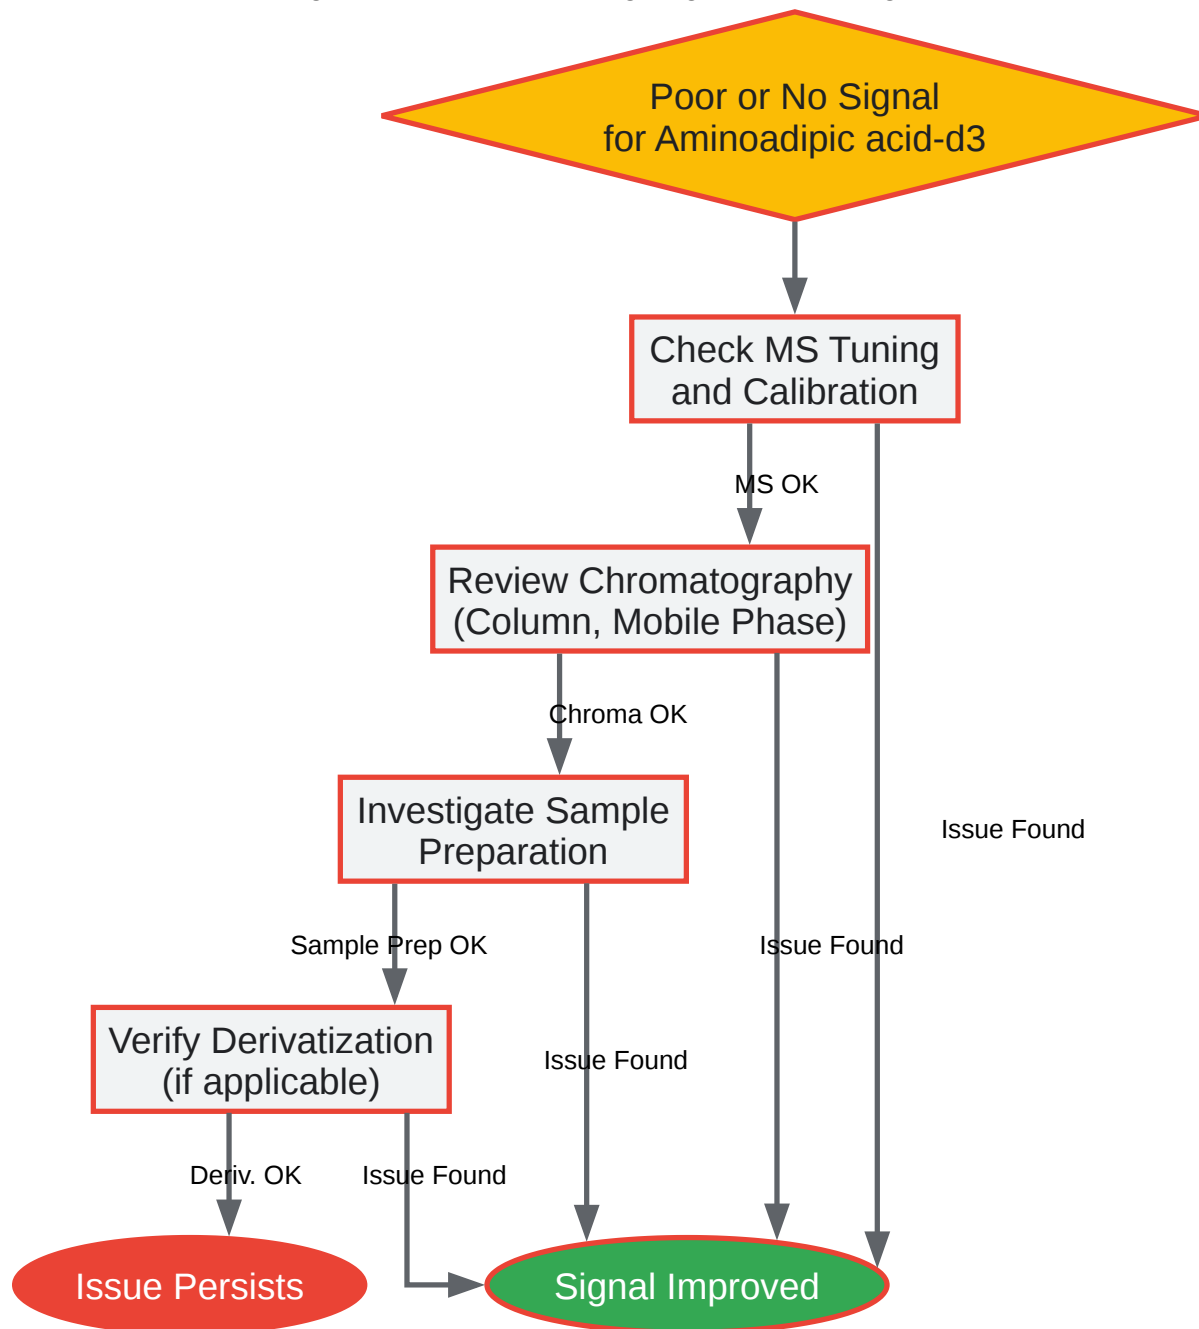 Poor or No Signal
for Aminoadipic acid-d3
Check MS Tuning
and Calibration
MS OK
Review Chromatography
(Column, Mobile Phase)
Chroma OK
Investigate Sample
Preparation
Issue Found
Sample Prep OK
Issue Found
Verify Derivatization
(if applicable)
Issue Found
Deriv. OK
Issue Found
Issue Persists
Signal Improved